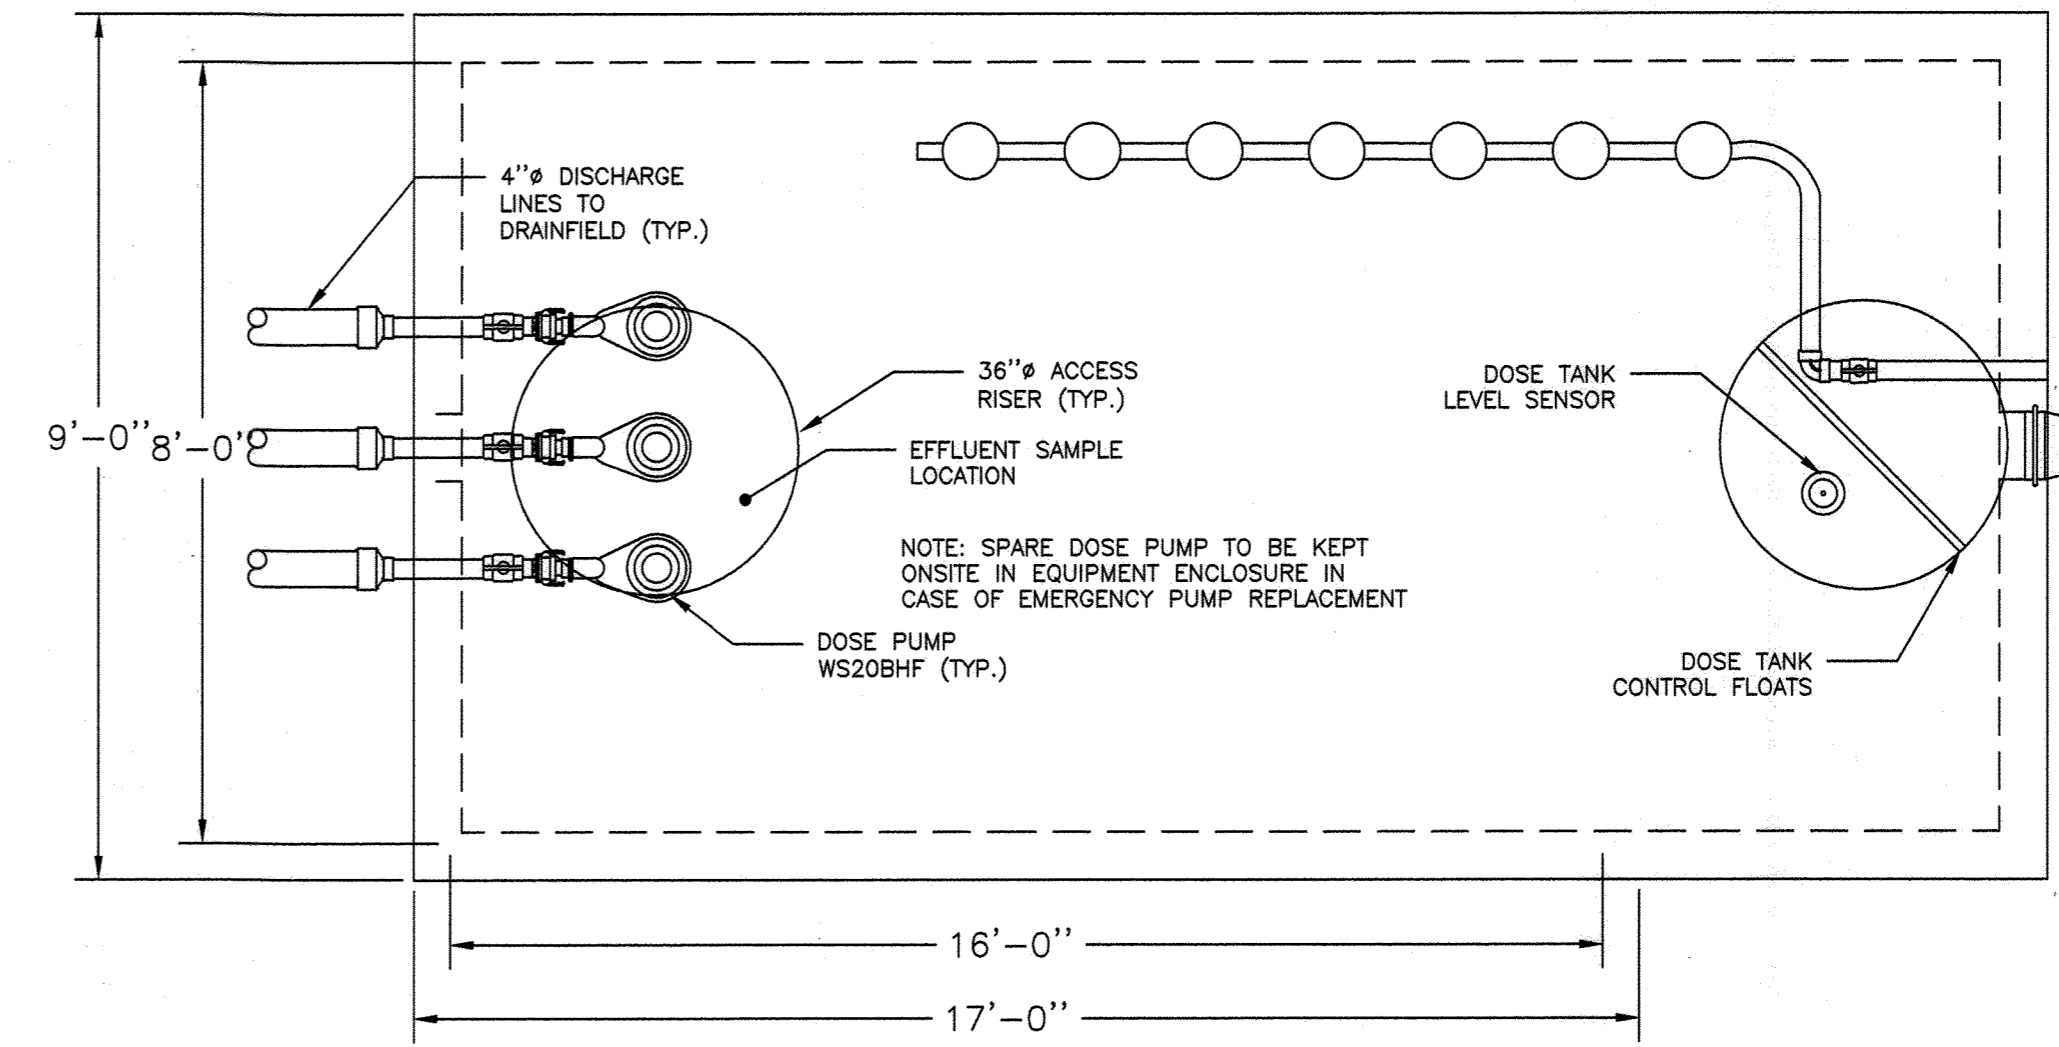 4''ø DISCHARGE
LINES TO
DRAINFIELD (TYP.)
36''ø ACCESS
RISER (TYP.)
DOSE TANK
LEVEL SENSOR
9'-0''
8'-0''
EFFLUENT SAMPLE
LOCATION
NOTE: SPARE DOSE PUMP TO BE KEPT
ONSITE IN EQUIPMENT ENCLOSURE IN
CASE OF EMERGENCY PUMP REPLACEMENT
DOSE PUMP
WS20BHF (TYP.)
DOSE TANK
CONTROL FLOATS
16'-0''
17'-0''